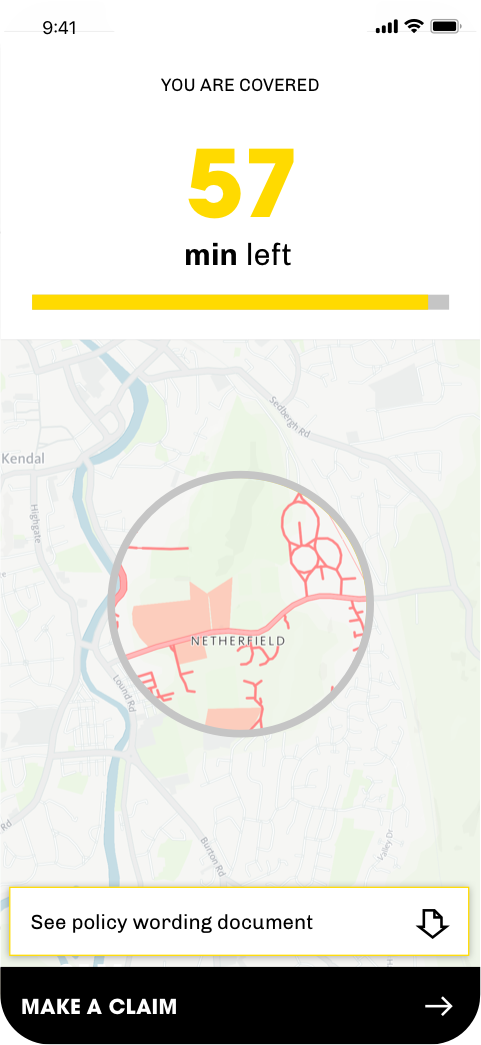 9:41
YOU ARE COVERED
57
min left
Sedbergh Rd
Kendal
Highgate
NETHERFIELD
Lound Rd
Rd
Burton Rd
Valley Dr
See policy wording document
MAKE A CLAIM